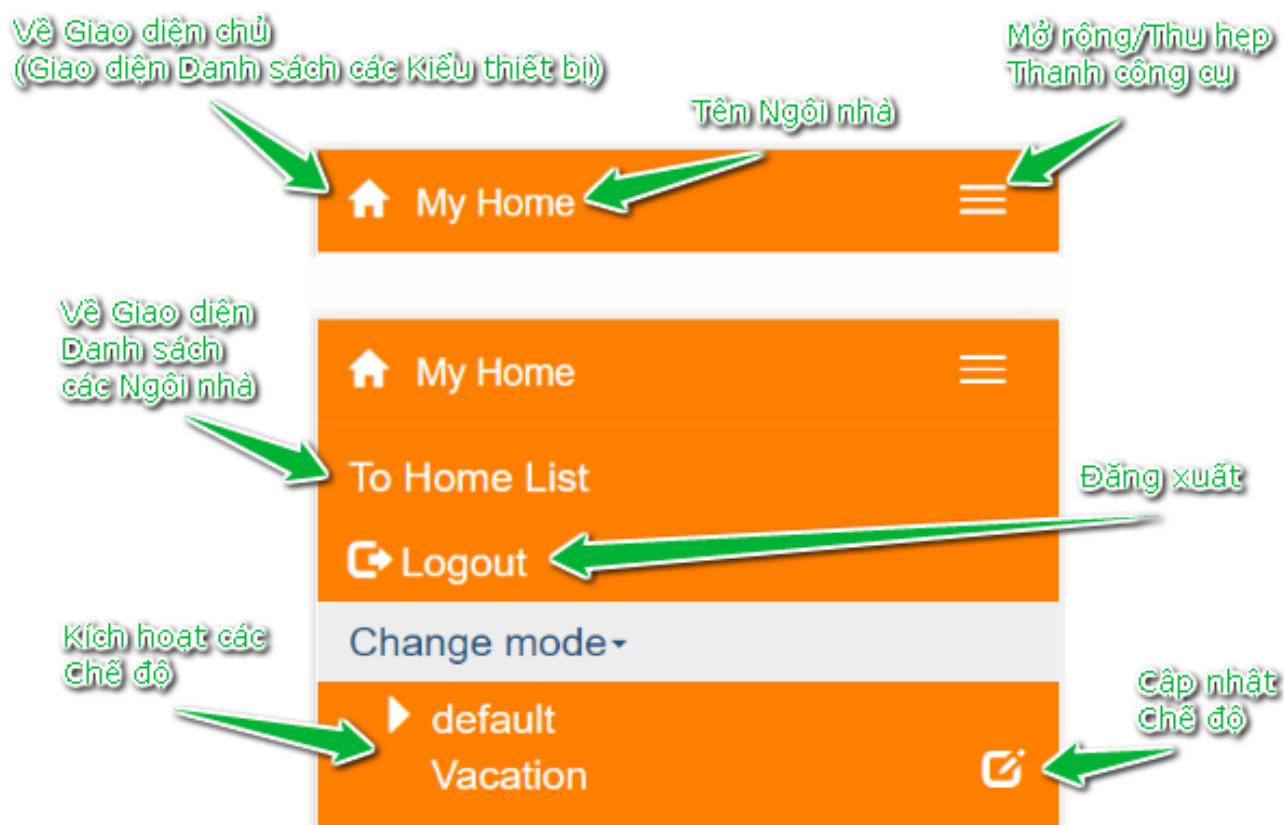 Về Giao diện chủ
(Giao diện Danh sách các Kiểu thiết bị)
Mở rộng/Thu hẹp
Thanh công cụ
Tên Ngôi nhà
My Home
Về Giao diện
Danh sách
các Ngôi nhà
My Home
To Home List
Đăng xuất
Logout
Change mode
Kích hoạt các
Chế độ
default
Vacation
Cập nhật
Chế độ